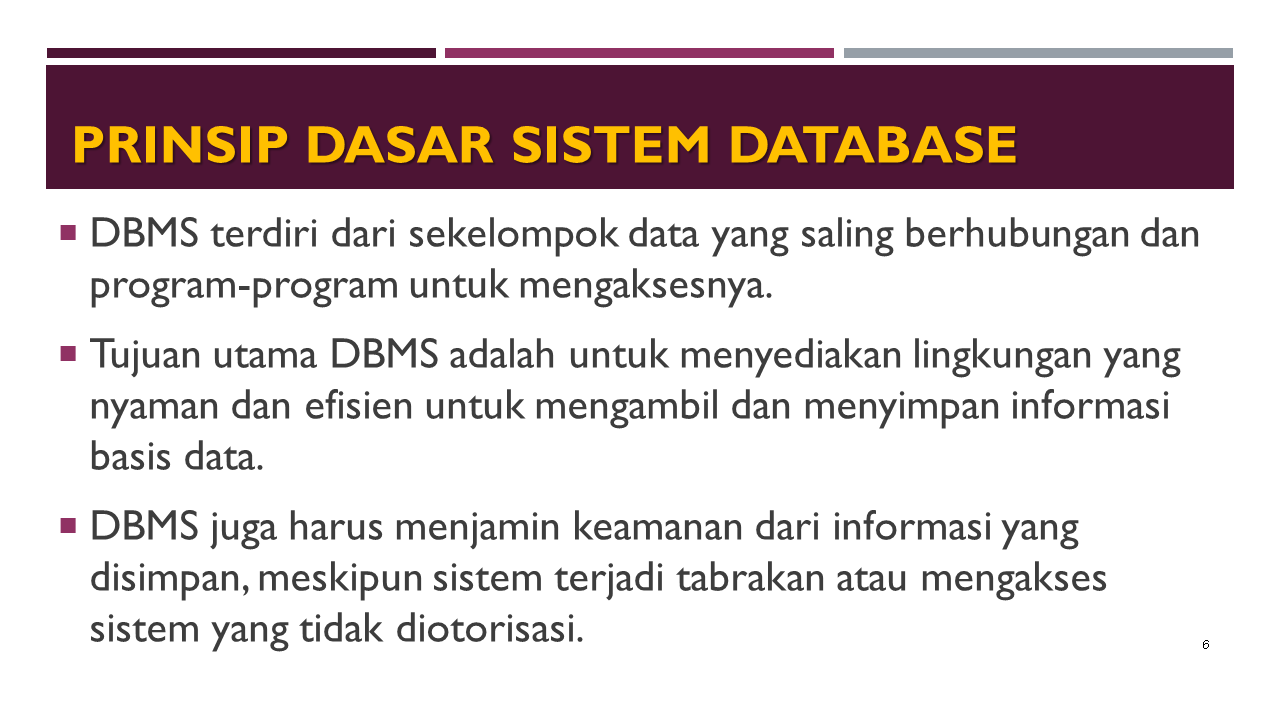 PRINSIP DASAR SISTEM DATABASE
▪ DBMS terdiri dari sekelompok data yang saling berhubungan dan
program-program untuk mengaksesnya.
▪ Tujuan utama DBMS adalah untuk menyediakan lingkungan yang
nyaman dan efisien untuk mengambil dan menyimpan informasi
basis data.
▪ DBMS juga harus menjamin keamanan dari informasi yang
disimpan, meskipun sistem terjadi tabrakan atau mengakses
sistem yang tidak diotorisasi.
6